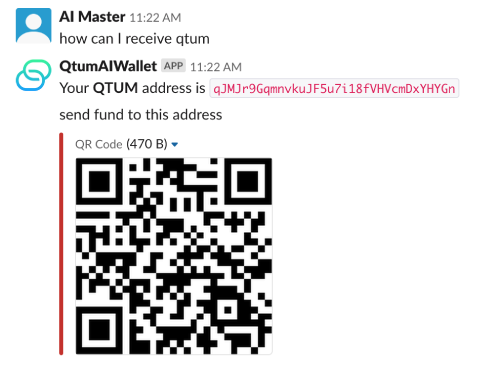 AI Master 11:22 AM
how can I receive qtum
QtumAIWallet APP 11:22 AM
Your QTUM address is qJMJr9Gqmnvkujf5u7i18fVHVcmDxYHYGn
send fund to this address
QR Code (470 B)